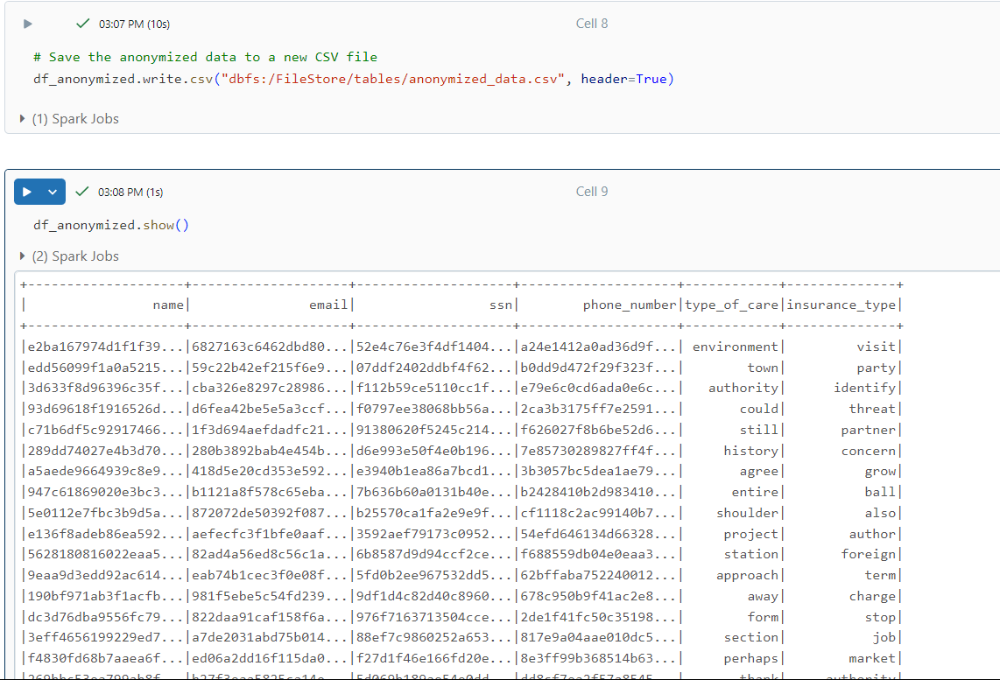 03:07 PM (10s)
Cell 8
# Save the anonymized data to a new CSV file
df_anonymized.write.csv("dbfs:/FileStore/tables/anonymized_data.csv", header=True)
(1) Spark Jobs
03:08 PM (1s)
Cell 9
df_anonymized.show()
(2) Spark Jobs
+--------------------+--------------------+--------------------+--------------------+------------+--------------+
| name| email| ssn| phone_number|type_of_care|insurance_type|
+--------------------+--------------------+--------------------+--------------------+------------+--------------+
|e2ba167974d1f1f39...|6827163c6462dbd80...|52e4c76e3f4df1404...|a24e1412a0ad36d9f...| environment| visit|
|edd56099f1a0a5215...|59c22b42ef215f6e9...|07ddf2402ddbf4f62...|b0dd9d472f29f323f...| town| party|
|3d633f8d96396c35f...|cba326e8297c28986...|f112b59ce5110cc1f...|e79e6c0cd6ada0e6c...| authority| identify|
|93d69618f1916526d...|d6fea42be5e5a3ccf...|f0797ee38068bb56a...|2ca3b3175ff7e2591...| could| threat|
|c71b6df5c92917466...|1f3d694aefdadfc21...|91380620f5245c214...|f626027f8b6be52d6...| still| partner|
|289dd74027e4b3d70...|280b3892bab4e454b...|d6e993e50f4e0b196...|7e85730289827ff4f...| history| concern|
|a5aede9664939c8e9...|418d5e20cd353e592...|e3940b1ea86a7bcd1...|3b3057bc5dea1ae79...| agree| grow|
|947c61869020e3bc3...|b1121a8f578c65eba...|7b636b60a0131b40e...|b2428410b2d983410...| entire| ball|
|5e0112e7fbc3b9d5a...|872072de50392f087...|b25570ca1fa2e9e9f...|cf1118c2ac99140b7...| shoulder| also|
|e136f8adeb86ea592...|aefecfc3f1bfe0aaf...|3592aef79173c0952...|54efd646134d66328...| project| author|
|5628180816022eaa5...|82ad4a56ed8c56c1a...|6b8587d9d94ccf2ce...|f688559db04e0eaa3...| station| foreign|
|9eaa9d3edd92ac614...|eab74b1cec3f0e08f...|5fd0b2ee967532dd5...|62bffaba752240012...| approach| term|
|190bf971ab3f1acfb...|981f5ebe5c54fd239...|9df1d4c82d40c8960...|678c950b9f41ac2e8...| away| charge|
|dc3d76dba9556fc79...|822daa91caf158f6a...|976f7163713504cce...|2de1f41fc50c35198...| form| stop|
|3eff4656199229ed7...|a7de2031abd75b014...|88ef7c9860252a653...|817e9a04aae010dc5...| section| job|
|f4830fd68b7aaea6f...|ed06a2dd16f115da0...|f27d1f46e166fd20e...|8e3ff99b368514b63...| perhaps| market|